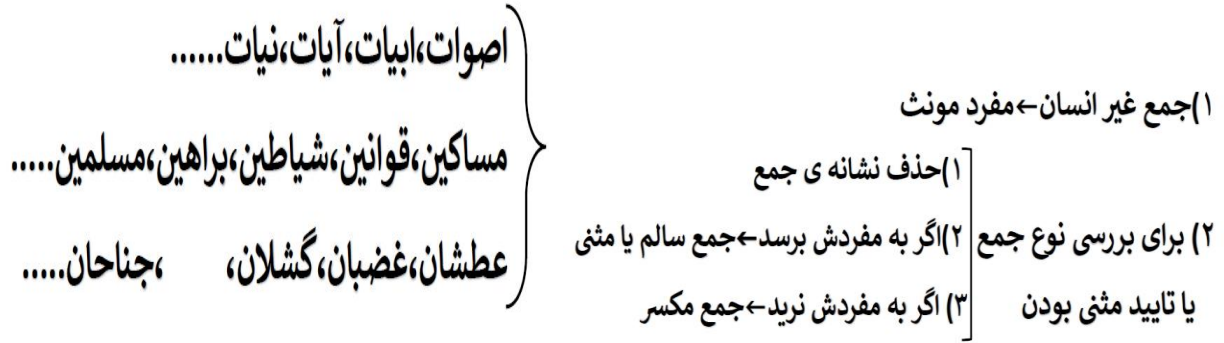 ۱)جمع غیر انسان←مفرد مونث
۲) برای بررسی نوع جمع
یا تایید مثنی بودن
۱)حذف نشانه ی جمع
۲)اگر به مفردش برسد←جمع سالم یا مثنی
۳) اگر به مفردش نرید←جمع مکسر
اصوات،ابیات،آیات،نیات......
مساکین،قوانین،شیاطین،براهین،مسلمین.....
عطشان،غضبان،گشلان، ،جناحان.....